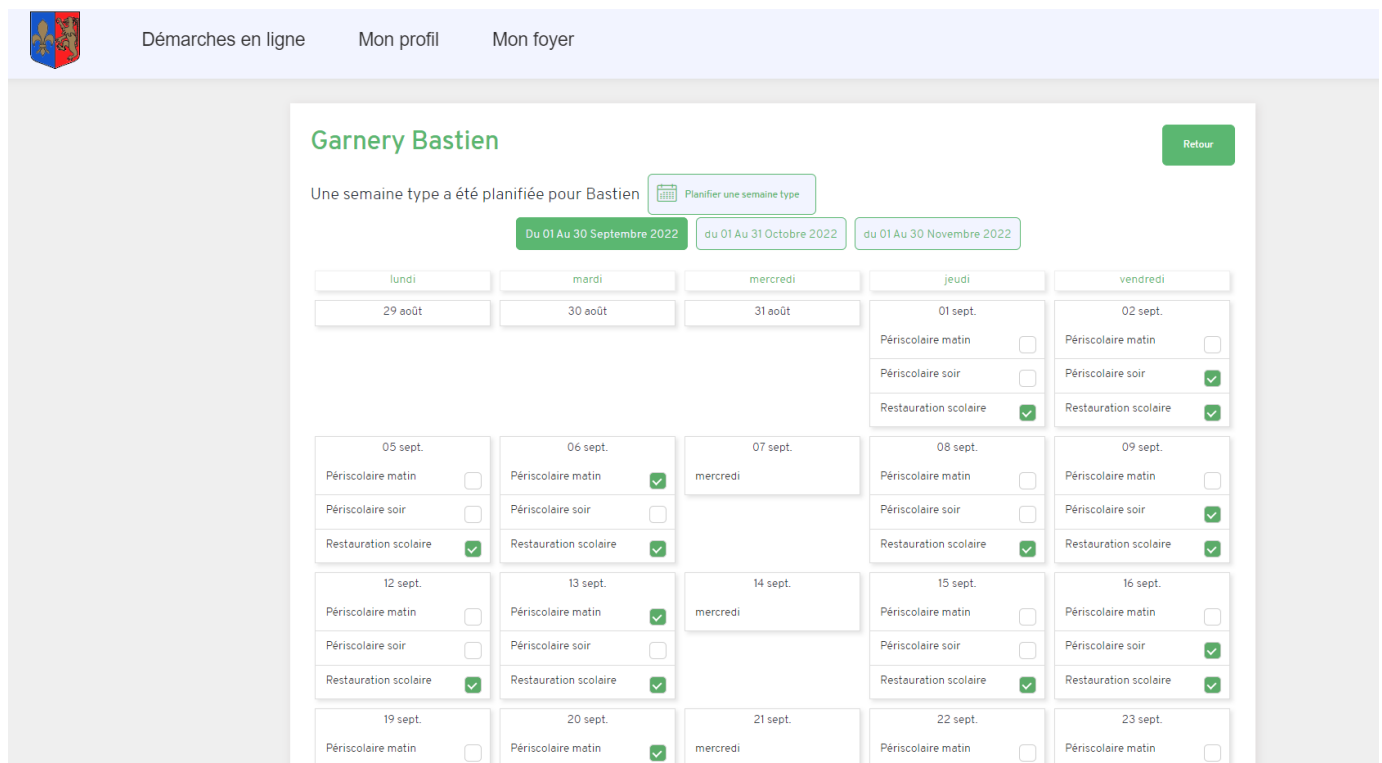 Démarches en ligne Mon profil Mon foyer
Garnery Bastien
Retour
Une semaine type a été planifiée pour Bastien Planifier une semaine type
Du 01 Au 30 Septembre 2022 du 01 Au 31 Octobre 2022 du 01 Au 30 Novembre 2022
lundi mardi mercredi jeudi vendredi
29 août 30 août 31 août 01 sept. 02 sept.
Périscolaire matin Périscolaire matin
Périscolaire soir Périscolaire soir
Restauration scolaire Restauration scolaire
05 sept. 06 sept. 07 sept. 08 sept. 09 sept.
Périscolaire matin Périscolaire matin mercredi Périscolaire matin Périscolaire matin
Périscolaire soir Périscolaire soir Périscolaire soir Périscolaire soir
Restauration scolaire Restauration scolaire Restauration scolaire Restauration scolaire
12 sept. 13 sept. 14 sept. 15 sept. 16 sept.
Périscolaire matin Périscolaire matin mercredi Périscolaire matin Périscolaire matin
Périscolaire soir Périscolaire soir Périscolaire soir Périscolaire soir
Restauration scolaire Restauration scolaire Restauration scolaire Restauration scolaire
19 sept. 20 sept. 21 sept. 22 sept. 23 sept.
Périscolaire matin Périscolaire matin mercredi Périscolaire matin Périscolaire matin